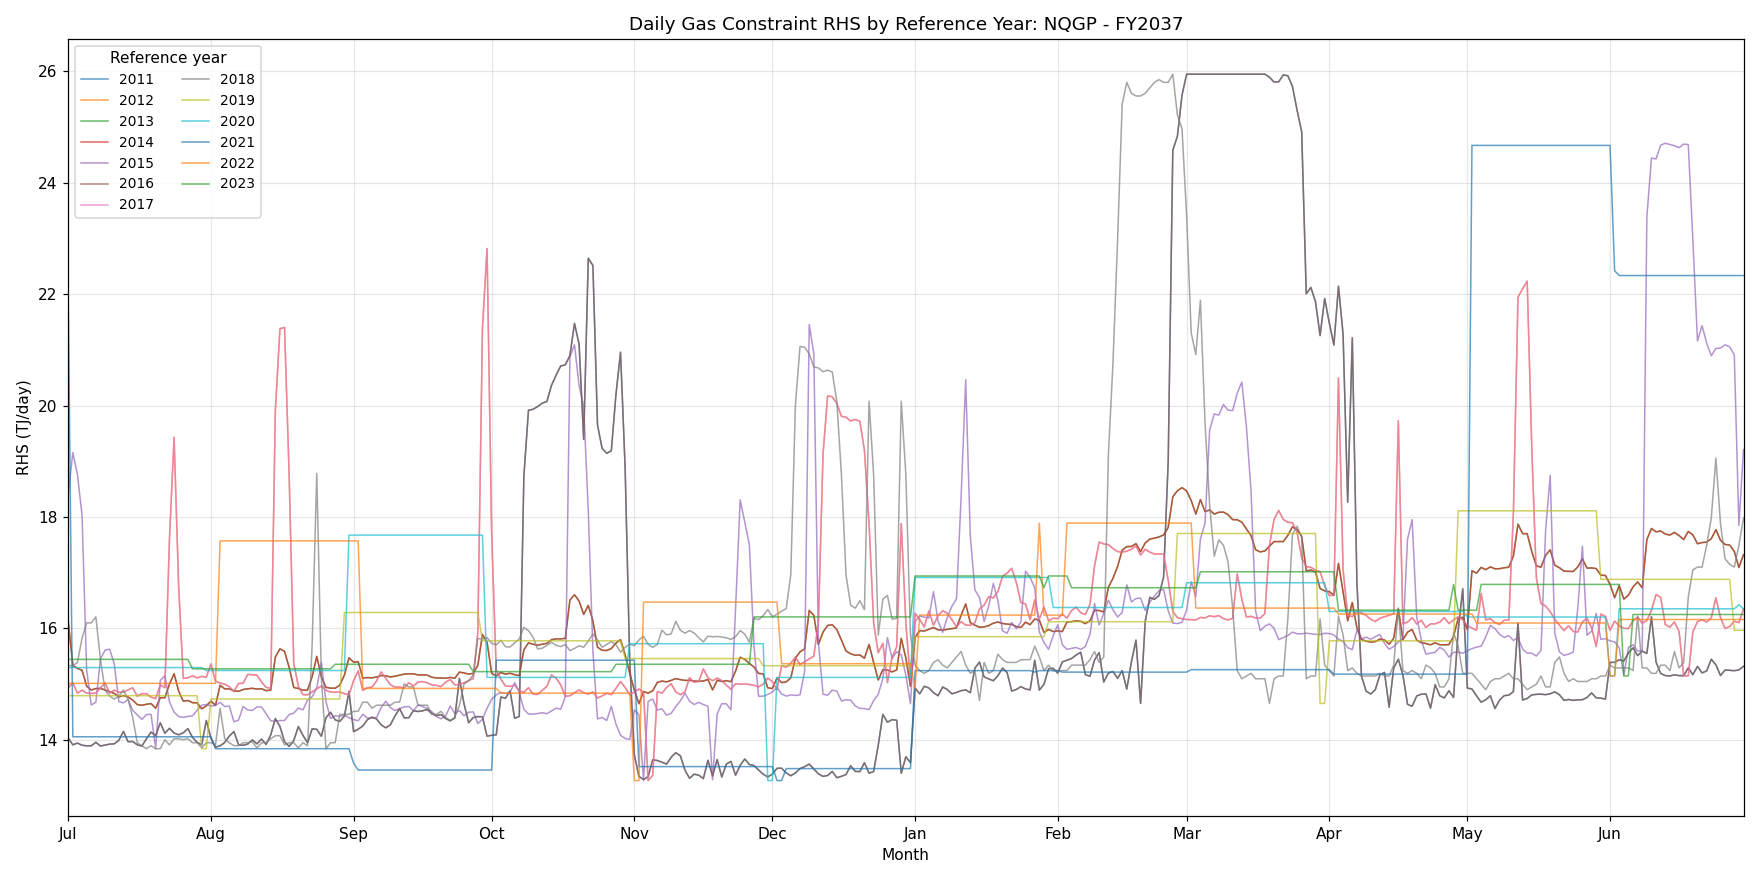 Daily Gas Constraint RHS by Reference Year: NQGP - FY2037
Reference year
2011
2012
2013
2014
2015
2016
2017
2018
2019
2020
2021
2022
2023
RHS (TJ/day)
26
24
22
20
18
16
14
Jul
Aug
Sep
Oct
Nov
Dec
Jan
Feb
Mar
Apr
May
Jun
Month